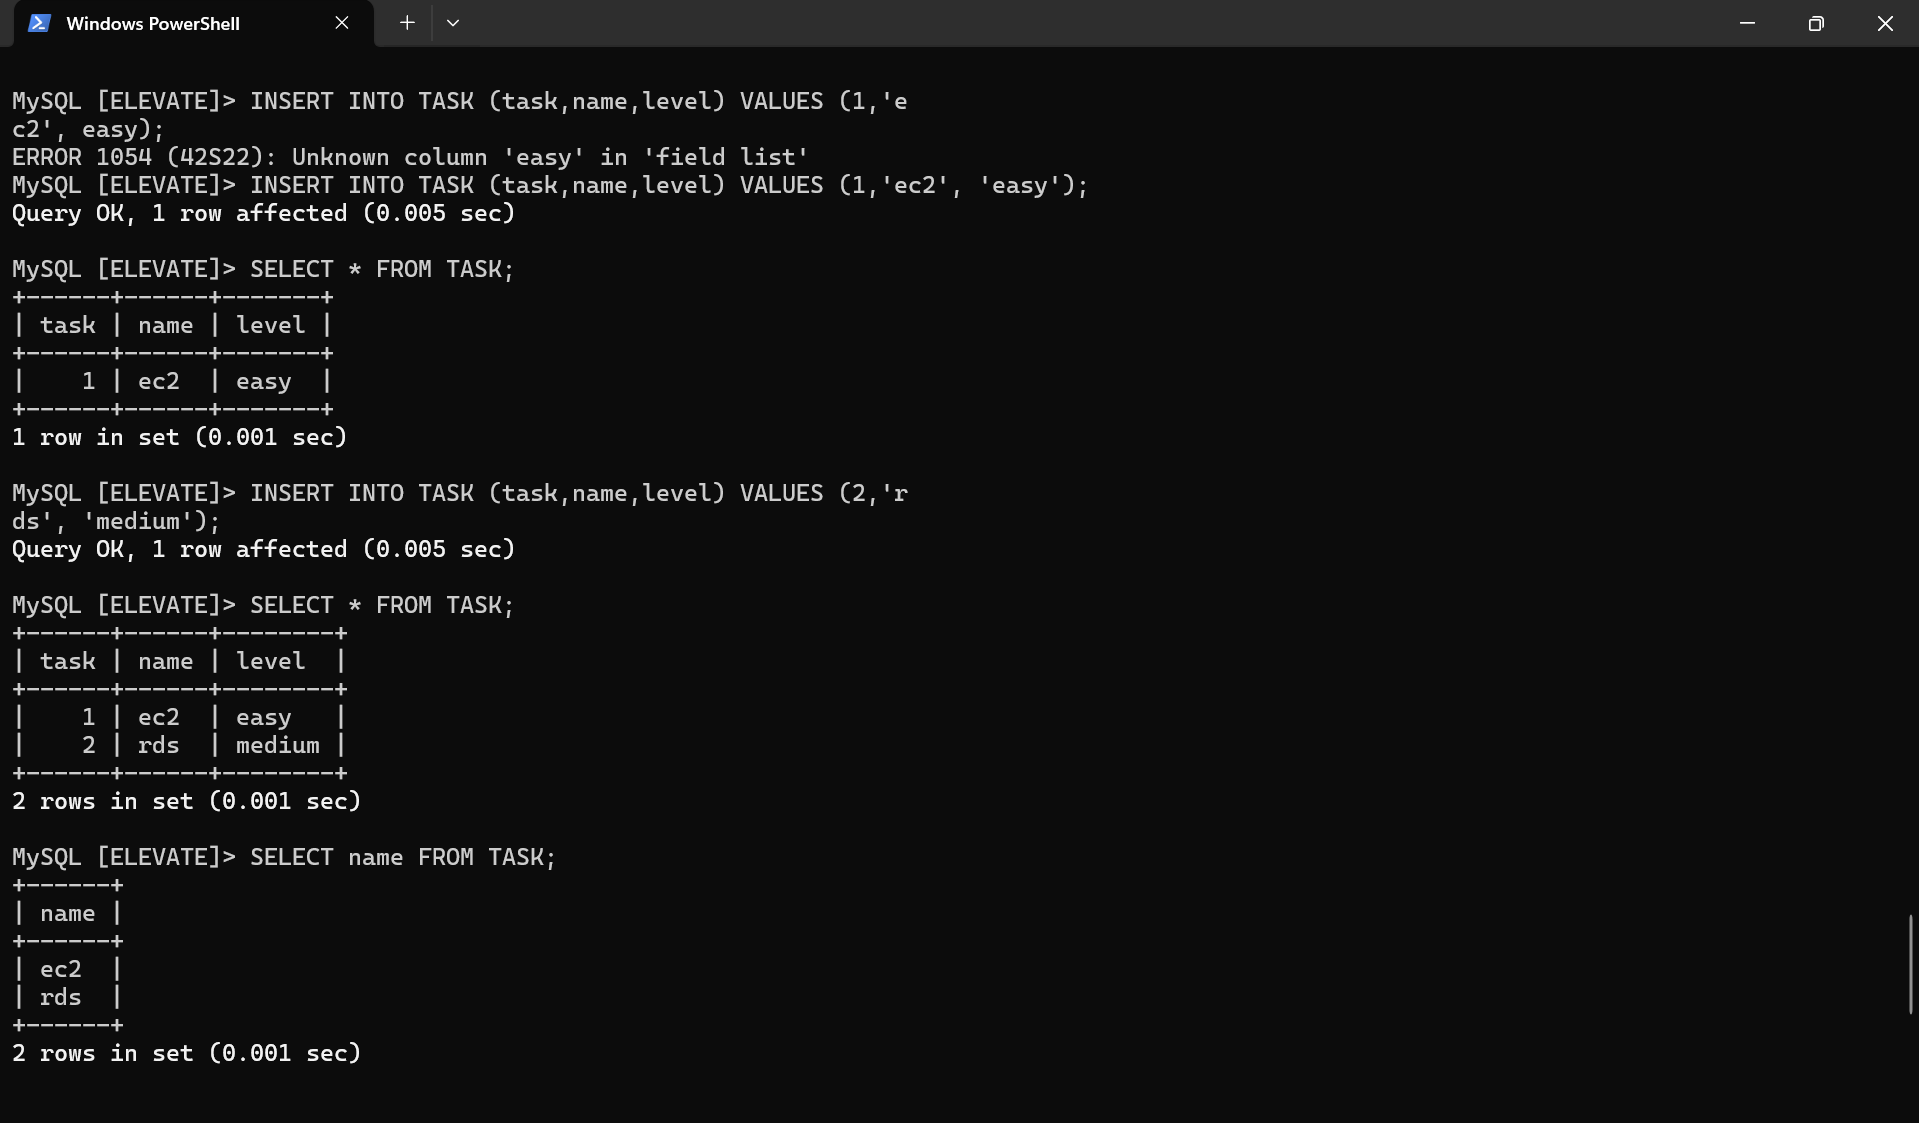 Windows PowerShell
MySQL [ELEVATE]> INSERT INTO TASK (task,name,level) VALUES (1,'e
c2', easy);
ERROR 1054 (42S22): Unknown column 'easy' in 'field list'
MySQL [ELEVATE]> INSERT INTO TASK (task,name,level) VALUES (1,'ec2', 'easy');
Query OK, 1 row affected (0.005 sec)
MySQL [ELEVATE]> SELECT * FROM TASK;
+------+------+-------+
| task | name | level |
+------+------+-------+
|    1 | ec2  | easy  |
+------+------+-------+
1 row in set (0.001 sec)
MySQL [ELEVATE]> INSERT INTO TASK (task,name,level) VALUES (2,'r
ds', 'medium');
Query OK, 1 row affected (0.005 sec)
MySQL [ELEVATE]> SELECT * FROM TASK;
+------+------+--------+
| task | name | level  |
+------+------+--------+
|    1 | ec2  | easy   |
|    2 | rds  | medium |
+------+------+--------+
2 rows in set (0.001 sec)
MySQL [ELEVATE]> SELECT name FROM TASK;
+------+
| name |
+------+
| ec2  |
| rds  |
+------+
2 rows in set (0.001 sec)